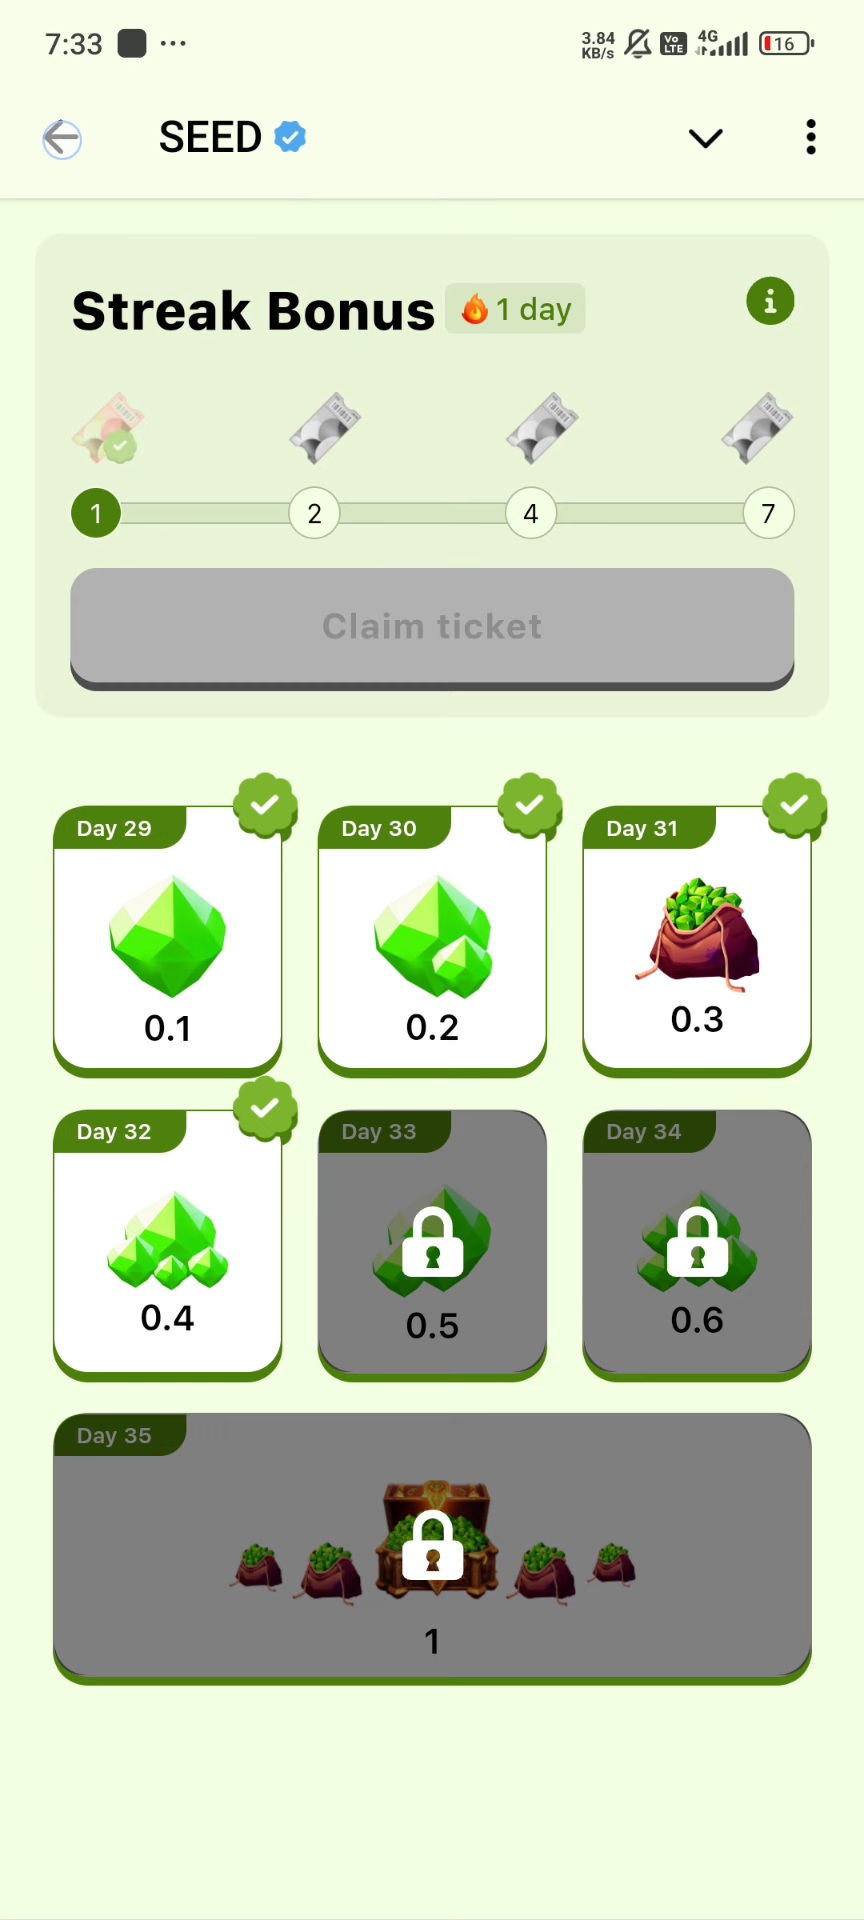 7:33
3.84
KB/s
Vo
LTE
4G
16
SEED
Streak Bonus
1 day
1
2
4
7
Claim ticket
Day 29
Day 30
Day 31
0.1
0.2
0.3
Day 32
Day 33
Day 34
0.4
0.5
0.6
Day 35
1